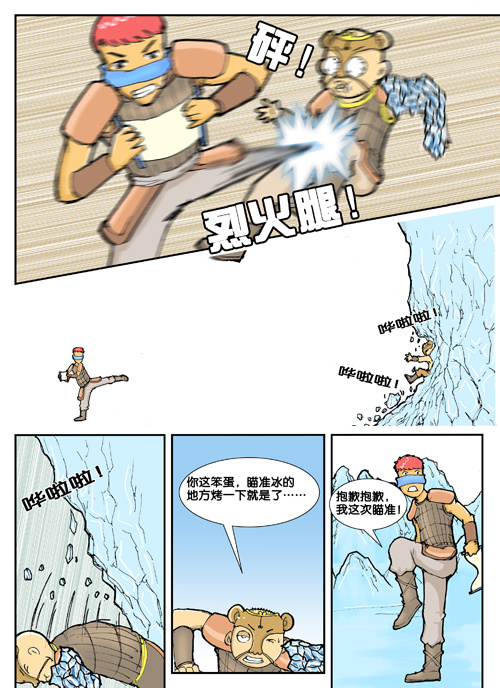 砰！
烈火腿！
哗啦啦！
哗啦啦！
哗啦啦！
你这笨蛋，瞄准冰的
地方烤一下就是了……
抱歉抱歉，
我这次瞄准！